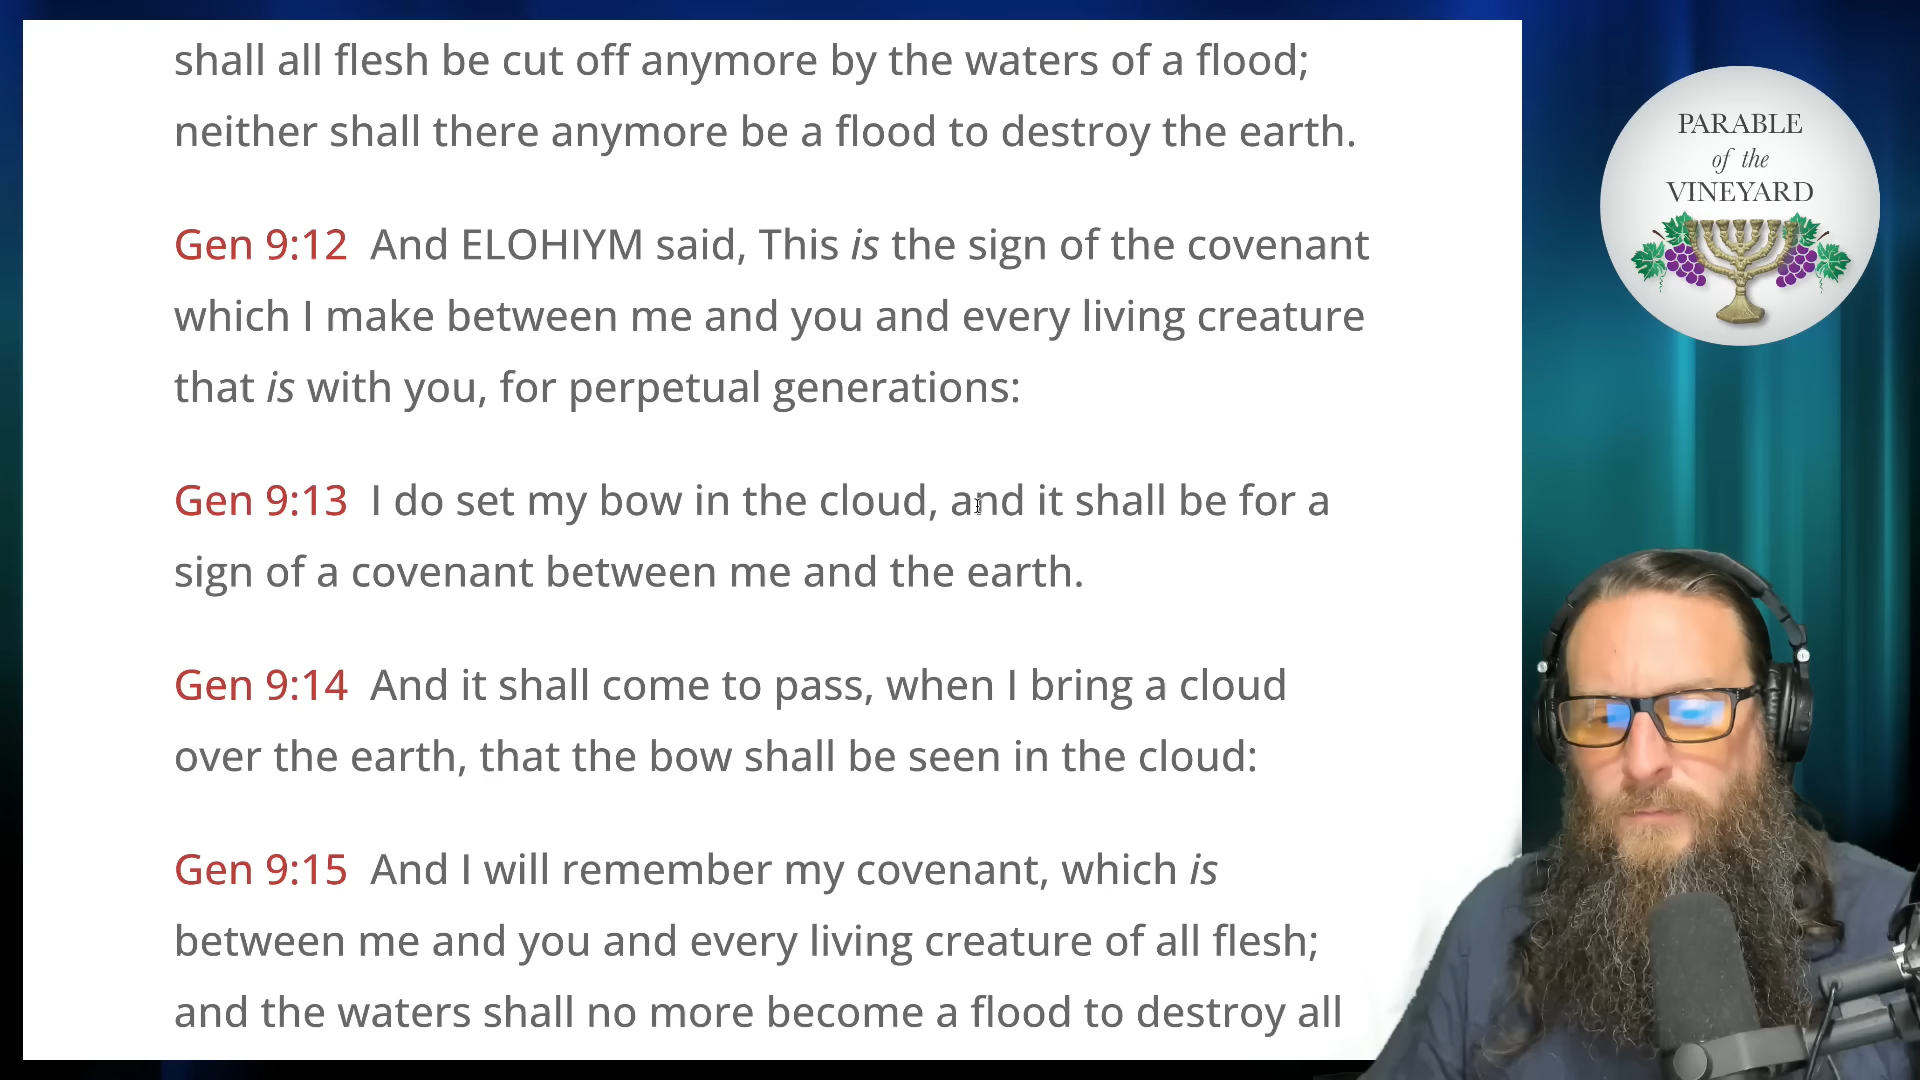 shall all flesh be cut off anymore by the waters of a flood;
neither shall there anymore be a flood to destroy the earth.
Gen 9:12 And ELOHIYM said, This is the sign of the covenant
which I make between me and you and every living creature
that is with you, for perpetual generations:
Gen 9:13 I do set my bow in the cloud, and it shall be for a
sign of a covenant between me and the earth.
Gen 9:14 And it shall come to pass, when I bring a cloud
over the earth, that the bow shall be seen in the cloud:
Gen 9:15 And I will remember my covenant, which is
between me and you and every living creature of all flesh;
and the waters shall no more become a flood to destroy all
PARABLE
of the
VINEYARD